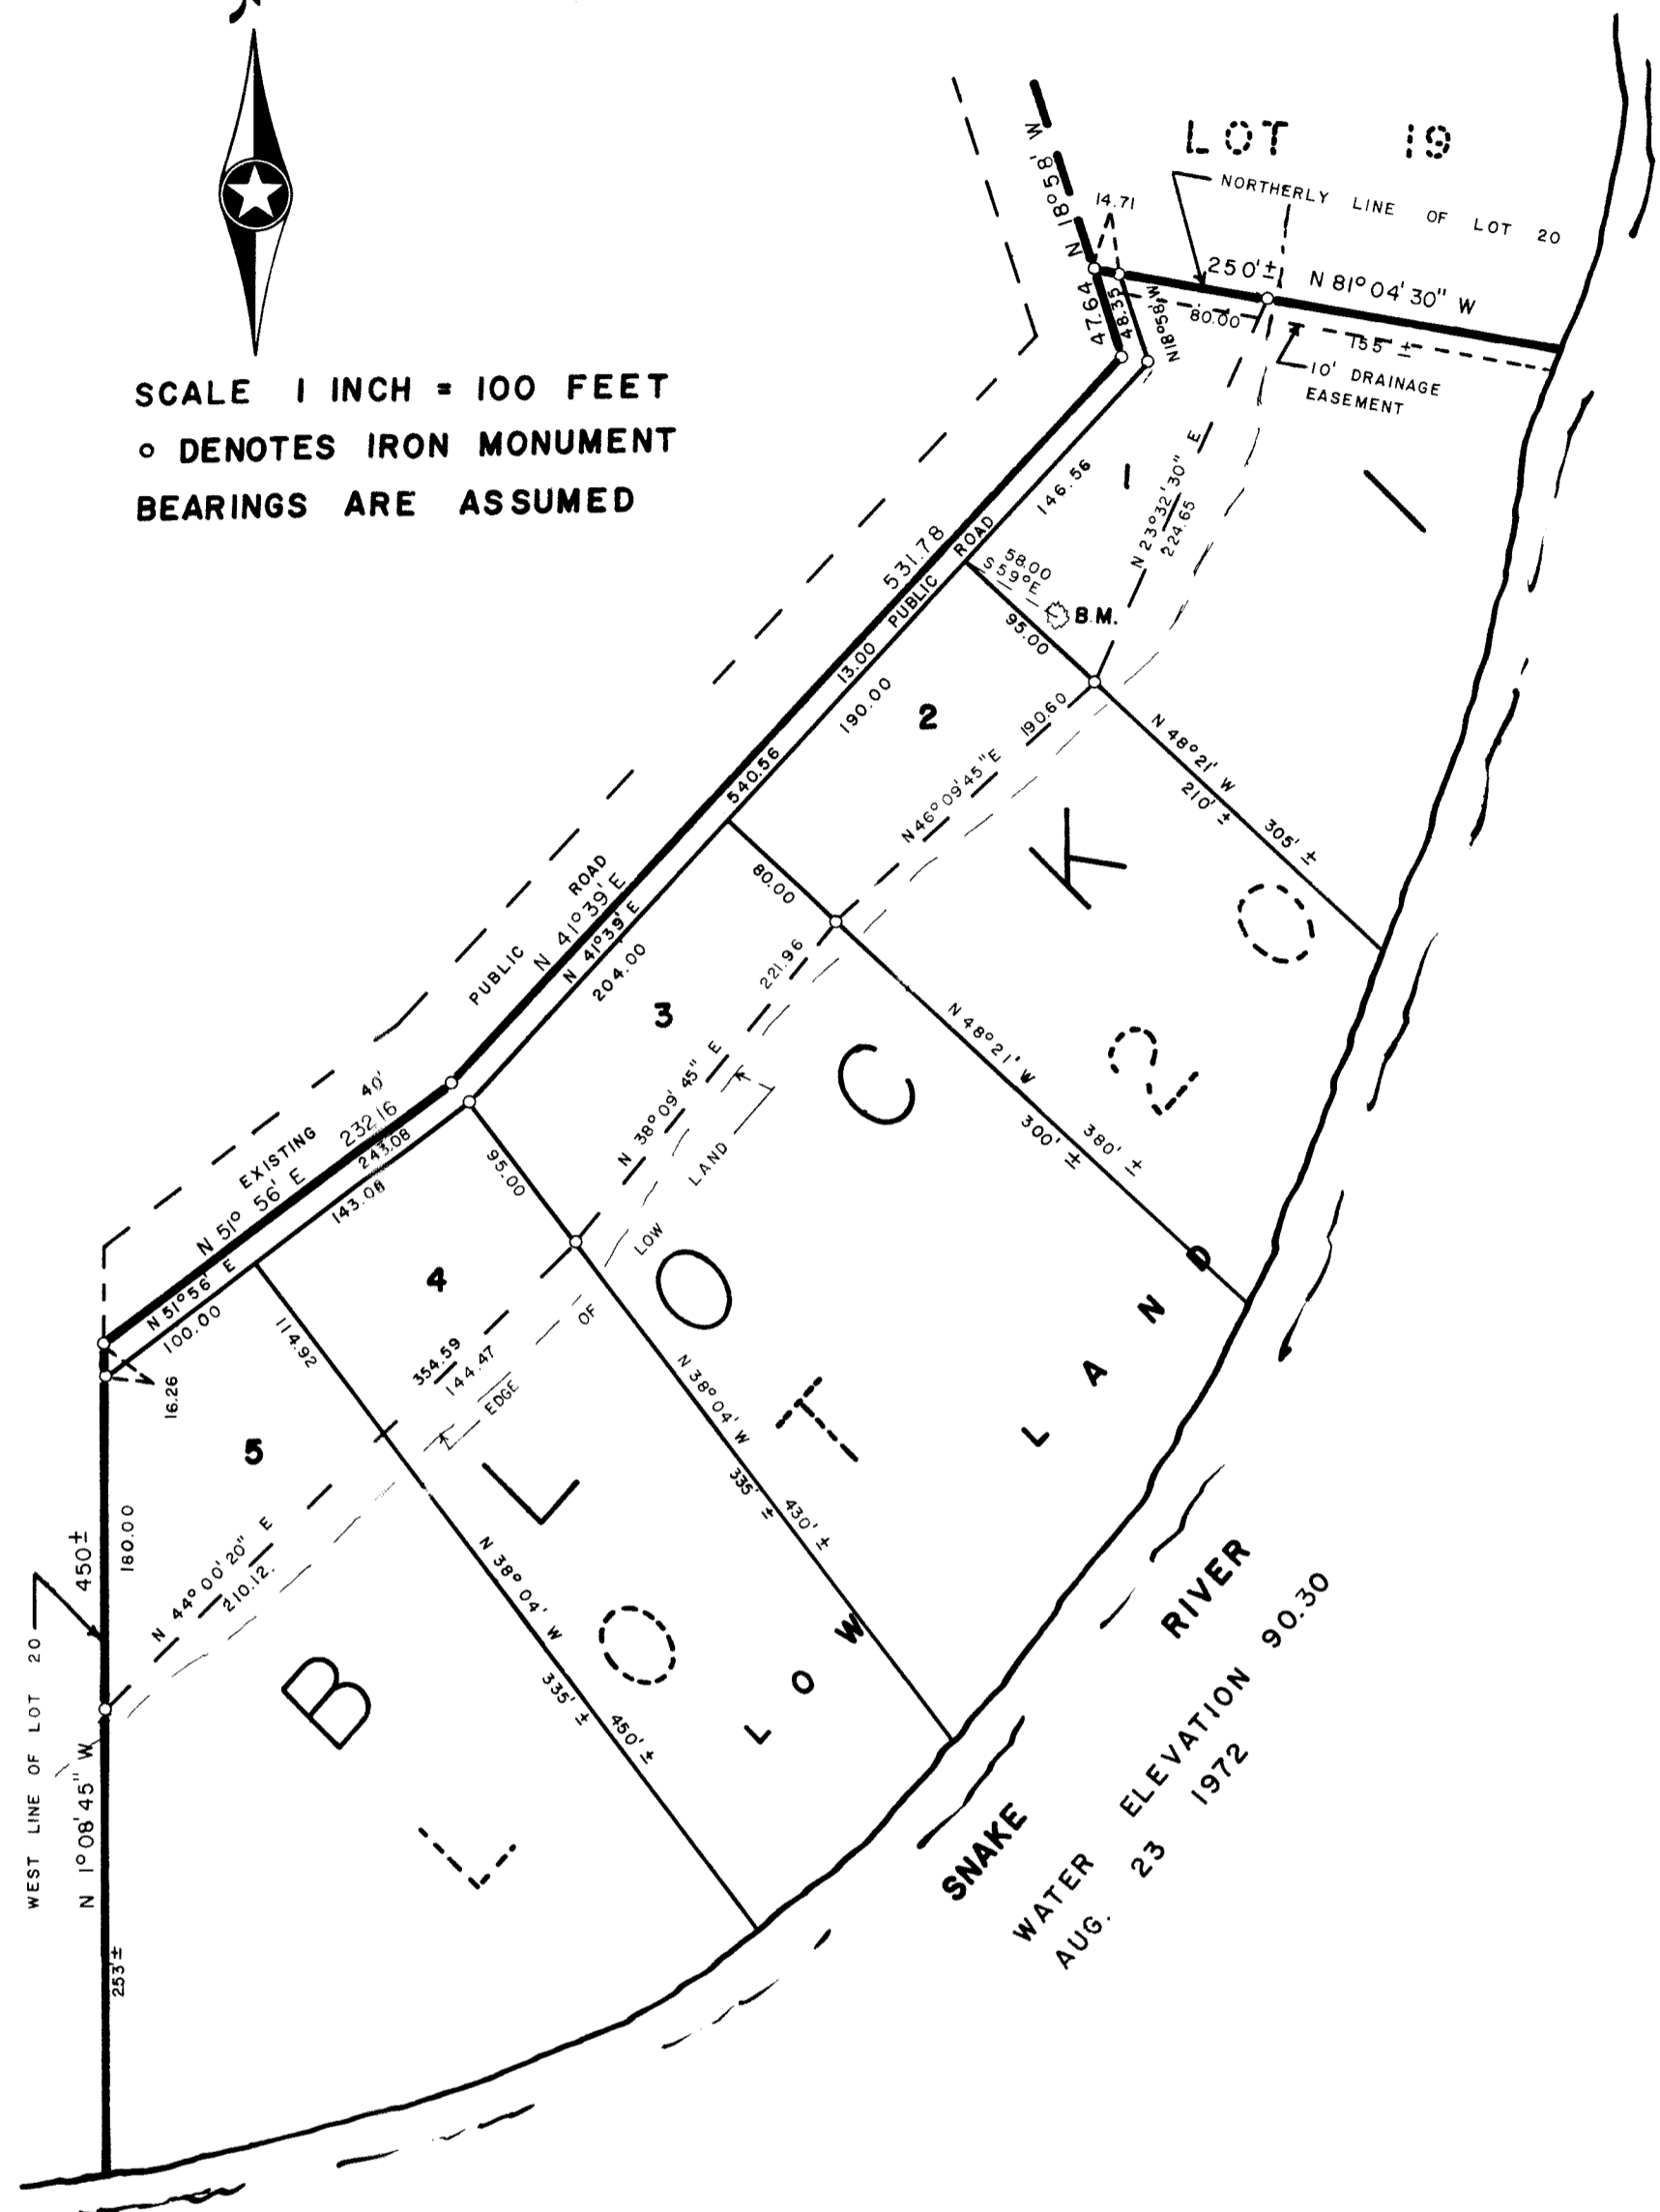 N
SCALE 1 INCH = 100 FEET
o DENOTES IRON MONUMENT
BEARINGS ARE ASSUMED
LOT 19
NORTHERLY LINE OF LOT 20
N 18°58' W
14.71
250'±
N 81°04'30" W
47.64
48.35
N18°58'W
80.00
155'±
10' DRAINAGE
EASEMENT
1
146.56
N 23°32'30" E
224.65
531.78
13.00 PUBLIC ROAD
58.00
S 59°E
B.M.
95.00
190.00
2
190.60
N 46°09'45"E
N 48°21' W
210'±
305'±
540.56
80.00
PUBLIC ROAD
N 41°39' E
N 41°39' E
204.00
3
221.96
N 38°09'45" E
N 48°21' W
300'±
380'±
EXISTING 40'
232.16
N 51° 56' E
243.08
143.08
95.00
N 51°56' E
100.00
4
114.92
354.59
144.47
EDGE OF LOW LAND
16.26
5
180.00
450±
N 44°00'20" E
210.12
N 38°04' W
335'±
430'±
N 38°04' W
335'±
450'±
WEST LINE OF LOT 20
N 1°08'45" W
253'±
BLOCK 1
LOT 20
LOW LAND
SNAKE RIVER
WATER ELEVATION 90.30
AUG. 23 1972